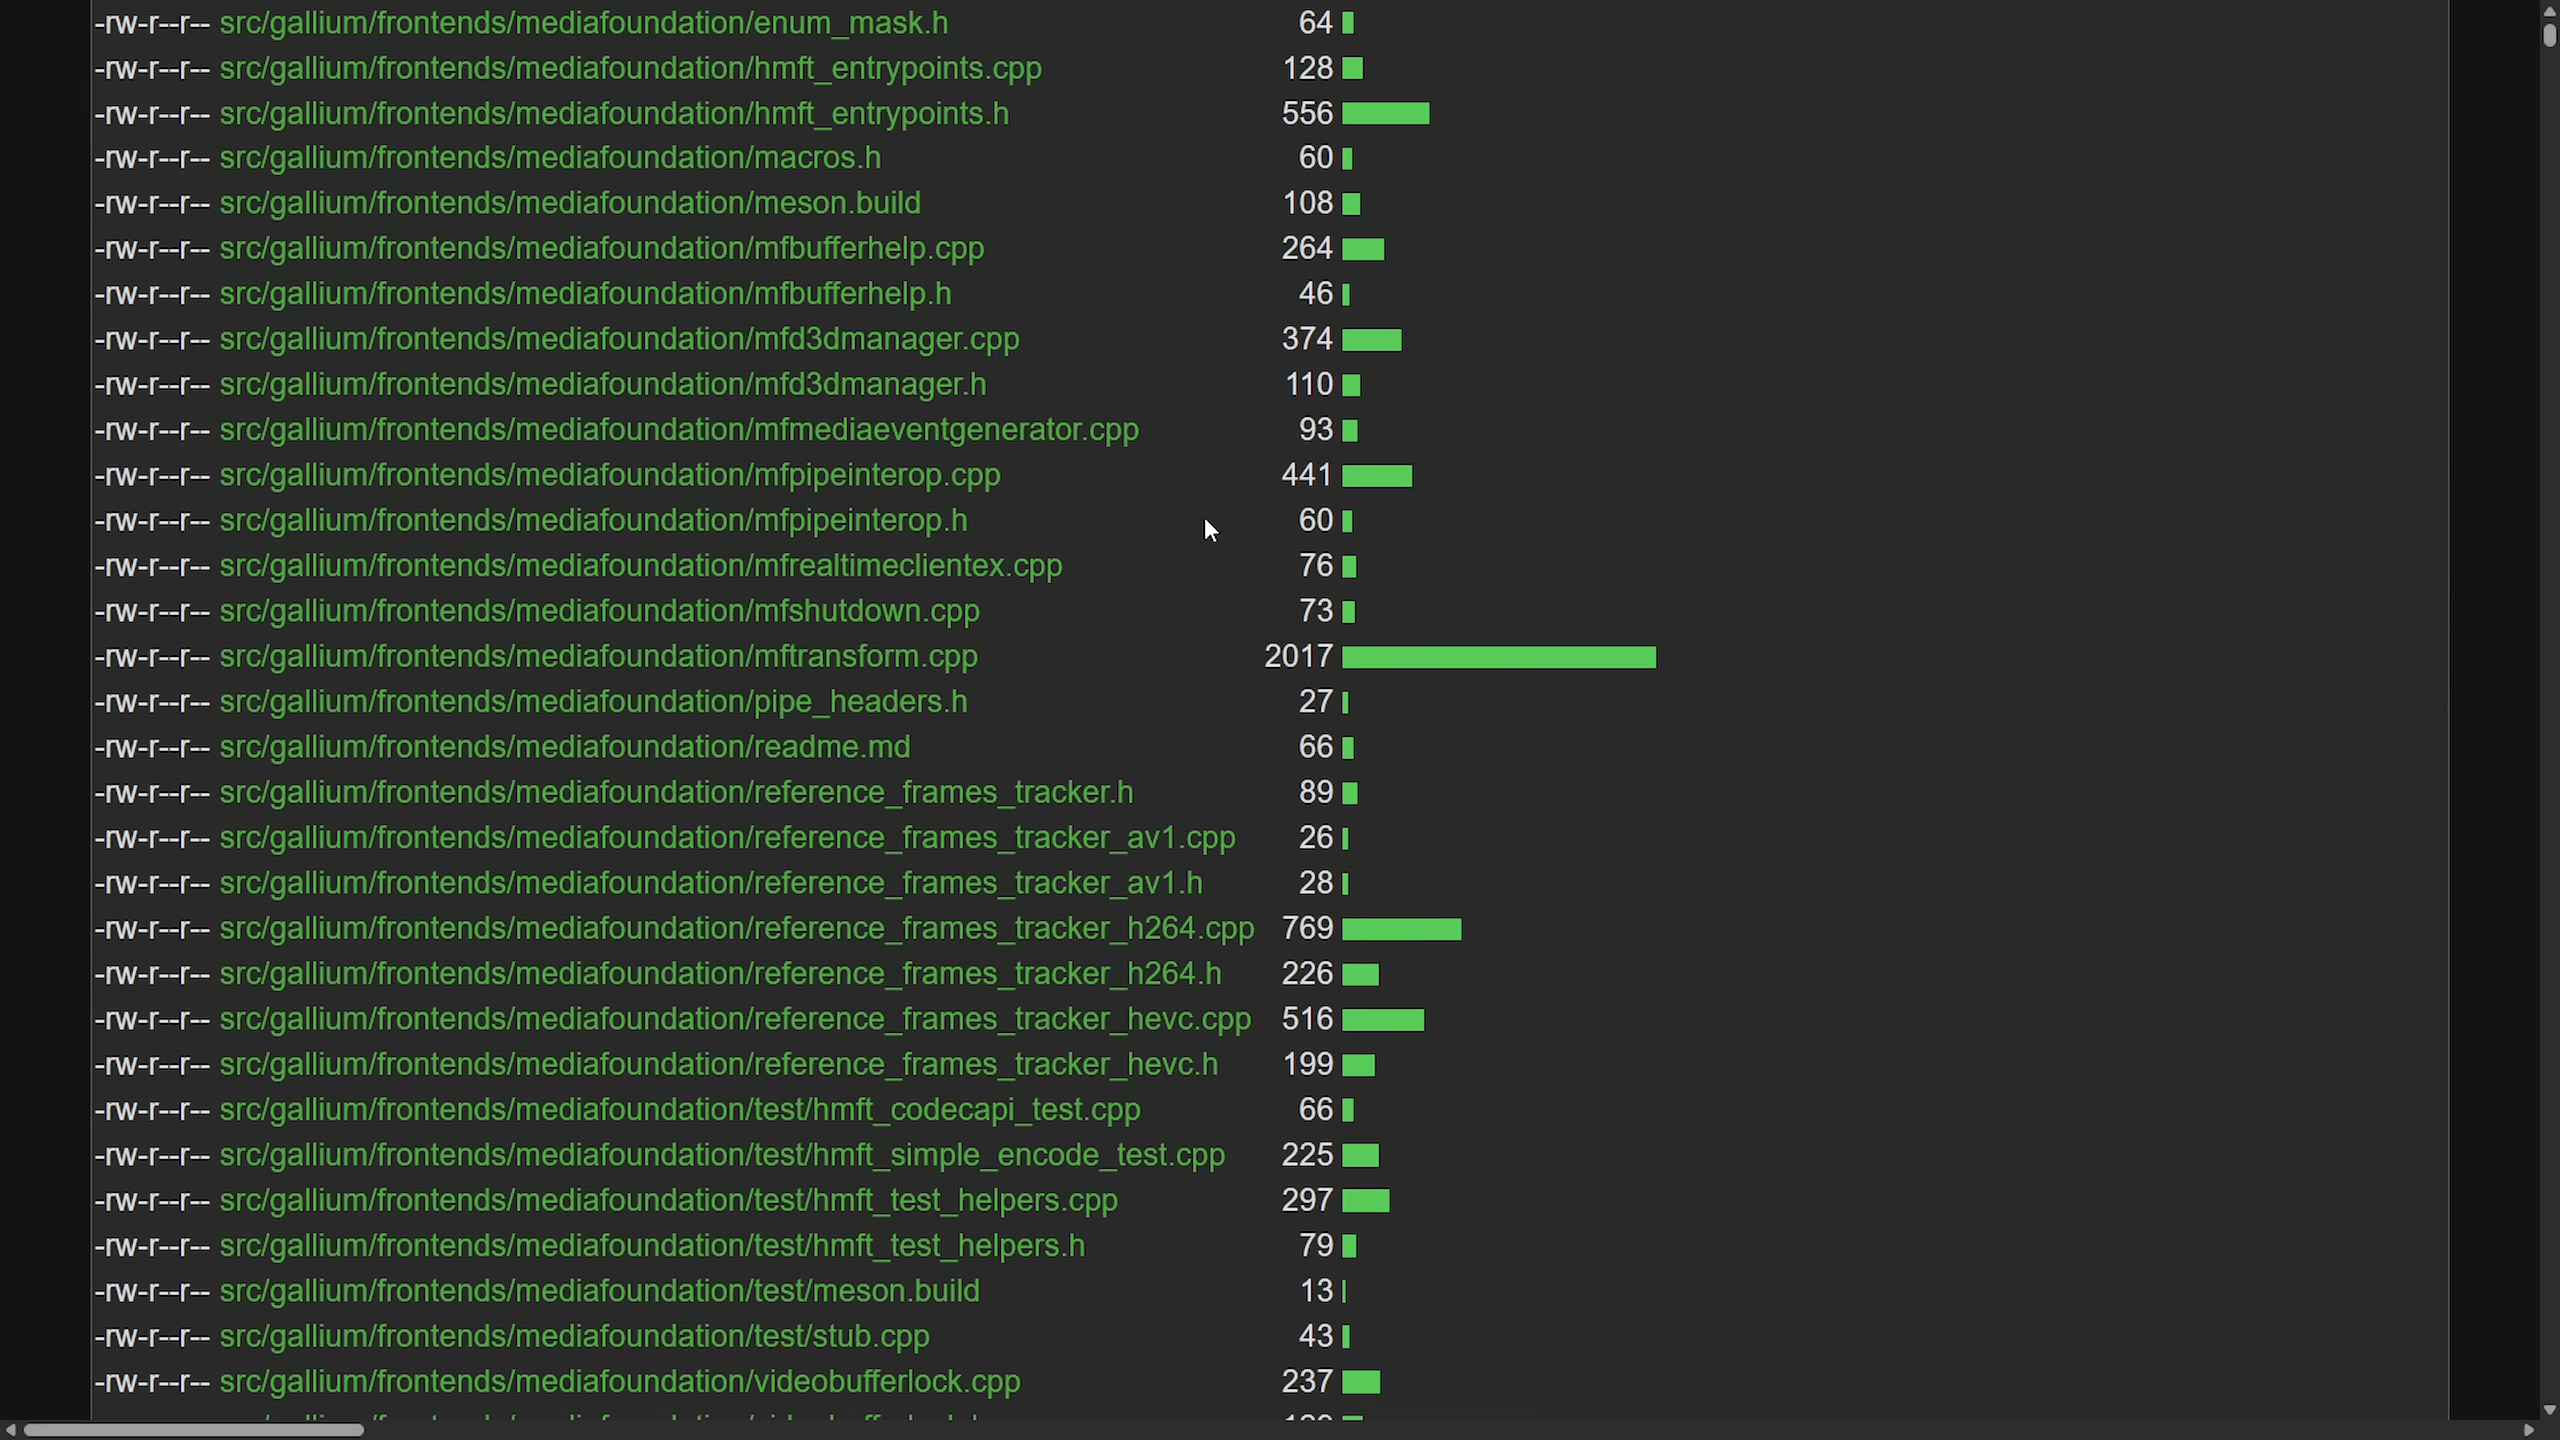 -rw-r--r-- src/gallium/frontends/mediafoundation/enum_mask.h 64
-rw-r--r-- src/gallium/frontends/mediafoundation/hmft_entrypoints.cpp 128
-rw-r--r-- src/gallium/frontends/mediafoundation/hmft_entrypoints.h 556
-rw-r--r-- src/gallium/frontends/mediafoundation/macros.h 60
-rw-r--r-- src/gallium/frontends/mediafoundation/meson.build 108
-rw-r--r-- src/gallium/frontends/mediafoundation/mfbufferhelp.cpp 264
-rw-r--r-- src/gallium/frontends/mediafoundation/mfbufferhelp.h 46
-rw-r--r-- src/gallium/frontends/mediafoundation/mfd3dmanager.cpp 374
-rw-r--r-- src/gallium/frontends/mediafoundation/mfd3dmanager.h 110
-rw-r--r-- src/gallium/frontends/mediafoundation/mfmediaeventgenerator.cpp 93
-rw-r--r-- src/gallium/frontends/mediafoundation/mfpipeinterop.cpp 441
-rw-r--r-- src/gallium/frontends/mediafoundation/mfpipeinterop.h 60
-rw-r--r-- src/gallium/frontends/mediafoundation/mfrealtimeclientex.cpp 76
-rw-r--r-- src/gallium/frontends/mediafoundation/mfshutdown.cpp 73
-rw-r--r-- src/gallium/frontends/mediafoundation/mftransform.cpp 2017
-rw-r--r-- src/gallium/frontends/mediafoundation/pipe_headers.h 27
-rw-r--r-- src/gallium/frontends/mediafoundation/readme.md 66
-rw-r--r-- src/gallium/frontends/mediafoundation/reference_frames_tracker.h 89
-rw-r--r-- src/gallium/frontends/mediafoundation/reference_frames_tracker_av1.cpp 26
-rw-r--r-- src/gallium/frontends/mediafoundation/reference_frames_tracker_av1.h 28
-rw-r--r-- src/gallium/frontends/mediafoundation/reference_frames_tracker_h264.cpp 769
-rw-r--r-- src/gallium/frontends/mediafoundation/reference_frames_tracker_h264.h 226
-rw-r--r-- src/gallium/frontends/mediafoundation/reference_frames_tracker_hevc.cpp 516
-rw-r--r-- src/gallium/frontends/mediafoundation/reference_frames_tracker_hevc.h 199
-rw-r--r-- src/gallium/frontends/mediafoundation/test/hmft_codecapi_test.cpp 66
-rw-r--r-- src/gallium/frontends/mediafoundation/test/hmft_simple_encode_test.cpp 225
-rw-r--r-- src/gallium/frontends/mediafoundation/test/hmft_test_helpers.cpp 297
-rw-r--r-- src/gallium/frontends/mediafoundation/test/hmft_test_helpers.h 79
-rw-r--r-- src/gallium/frontends/mediafoundation/test/meson.build 13
-rw-r--r-- src/gallium/frontends/mediafoundation/test/stub.cpp 43
-rw-r--r-- src/gallium/frontends/mediafoundation/videobufferlock.cpp 237